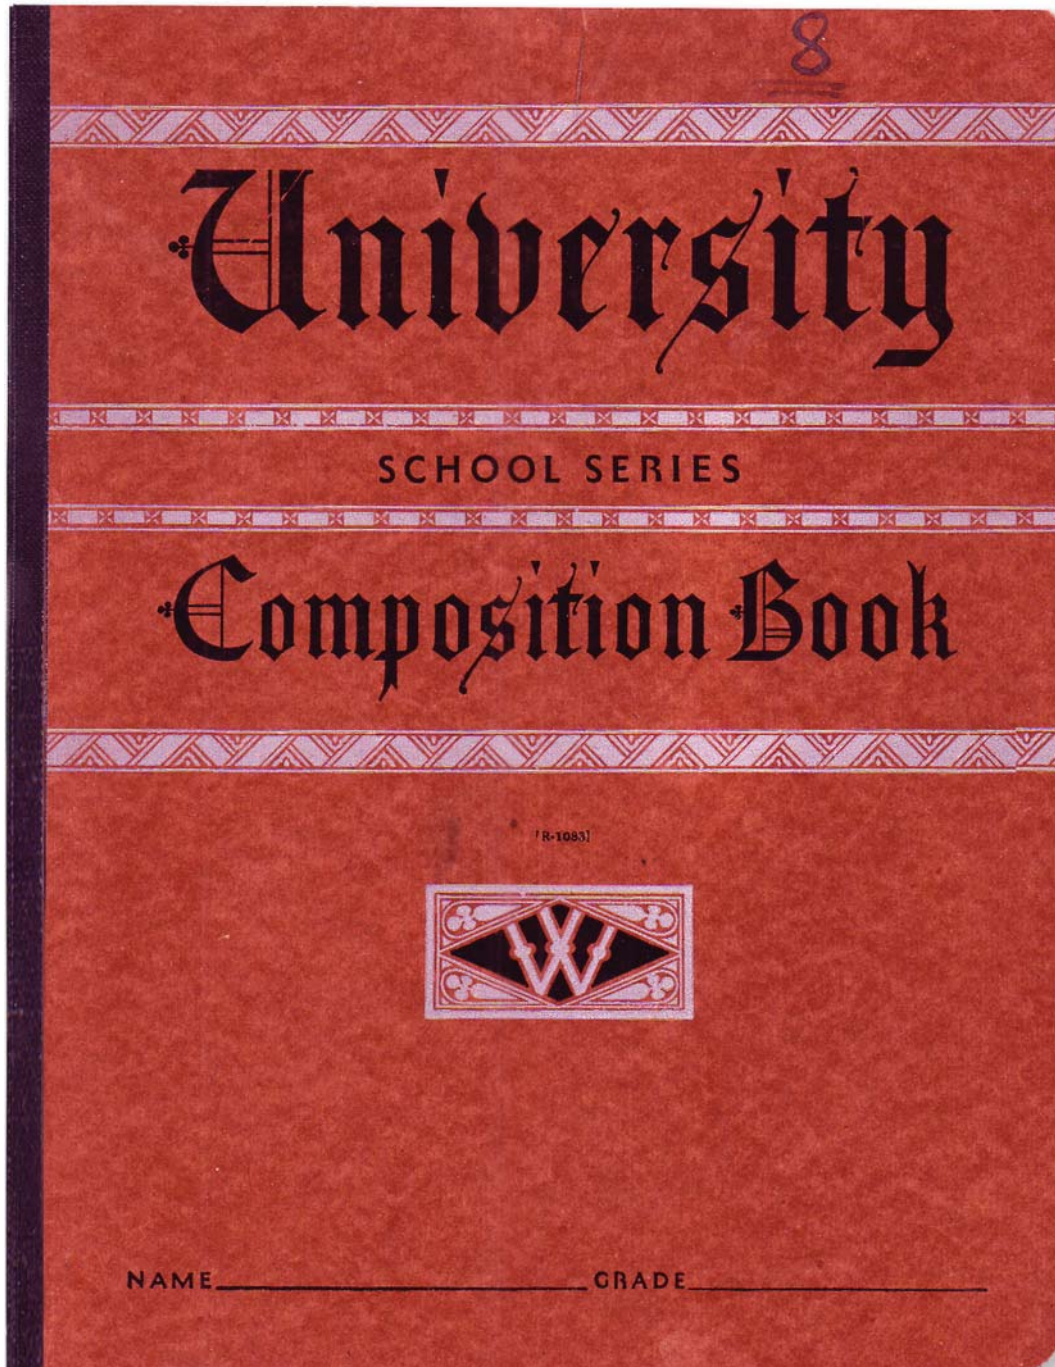 8
University
SCHOOL SERIES
Composition Book
[R-1083]
W
NAME GRADE